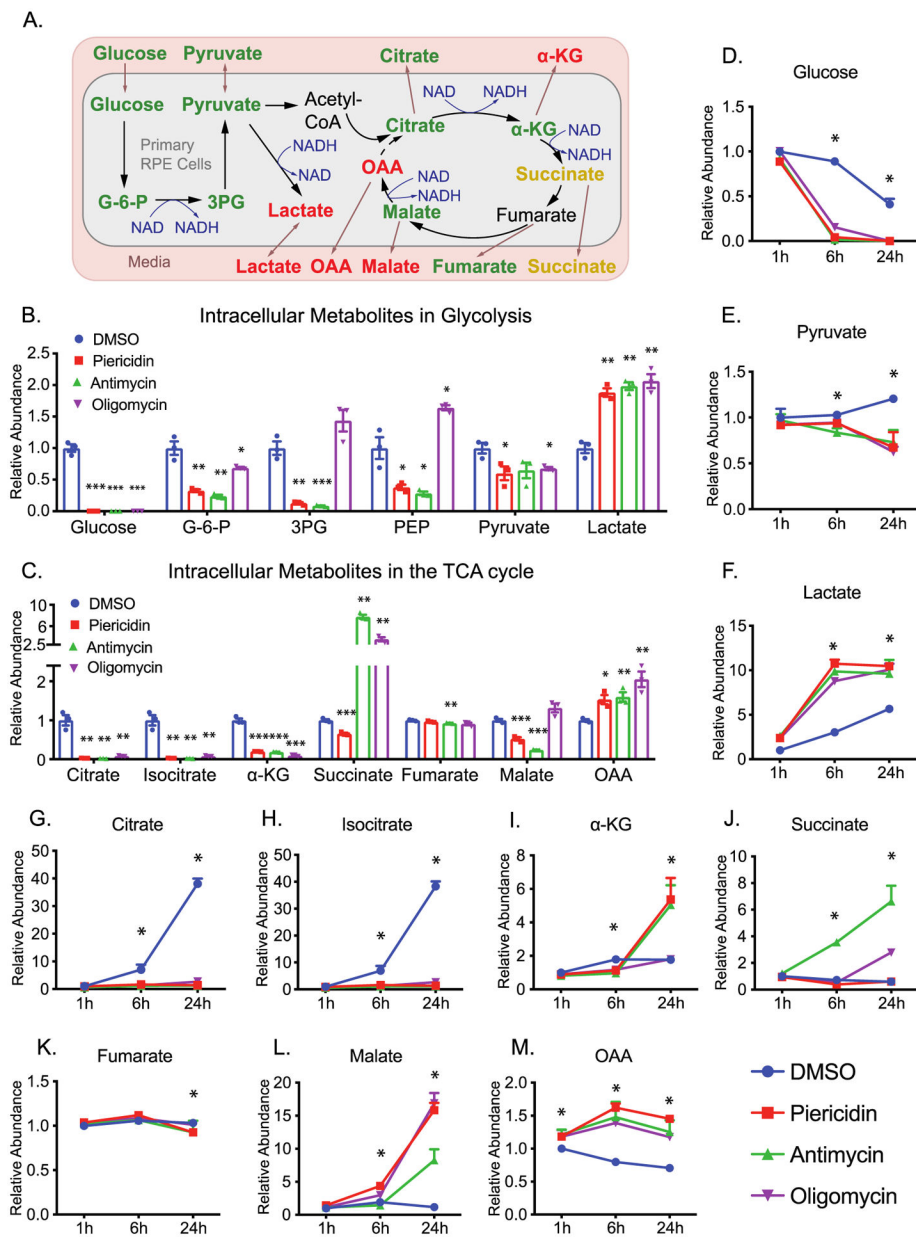 A.
Glucose Pyruvate Citrate α-KG
Glucose Pyruvate Acetyl-CoA Citrate NAD NADH α-KG NAD NADH
Primary RPE Cells
NADH NAD
OAA NAD NADH
Succinate
G-6-P NAD NADH 3PG Lactate Malate Fumarate
Media Lactate OAA Malate Fumarate Succinate
B. Intracellular Metabolites in Glycolysis
Relative Abundance
2.5
2.0
1.5
1.0
0.5
0.0
DMSO
Piericidin
Antimycin
Oligomycin
*** *** ***
** ** *
** ***
* * *
* *
** ** **
Glucose G-6-P 3PG PEP Pyruvate Lactate
C. Intracellular Metabolites in the TCA cycle
Relative Abundance
10
6
2.5
2
1
0
DMSO
Piericidin
Antimycin
Oligomycin
** ** **
** ** **
*** *** ***
*** ** **
**
*** ***
* ** **
Citrate Isocitrate α-KG Succinate Fumarate Malate OAA
D.
Glucose
Relative Abundance
1.5
1.0
0.5
0.0
* *
1h 6h 24h
E.
Pyruvate
Relative Abundance
1.5
1.0
0.5
0.0
* *
1h 6h 24h
F.
Lactate
Relative Abundance
15
10
5
0
* *
1h 6h 24h
G.
Citrate
Relative Abundance
50
40
30
20
10
0
* *
1h 6h 24h
H.
Isocitrate
Relative Abundance
50
40
30
20
10
0
* *
1h 6h 24h
I.
α-KG
Relative Abundance
8
6
4
2
0
* *
1h 6h 24h
J.
Succinate
Relative Abundance
10
8
6
4
2
0
* *
1h 6h 24h
K.
Fumarate
Relative Abundance
1.5
1.0
0.5
0.0
*
1h 6h 24h
L.
Malate
Relative Abundance
20
15
10
5
0
* *
1h 6h 24h
M.
OAA
Relative Abundance
2.0
1.5
1.0
0.5
0.0
* * *
1h 6h 24h
DMSO
Piericidin
Antimycin
Oligomycin